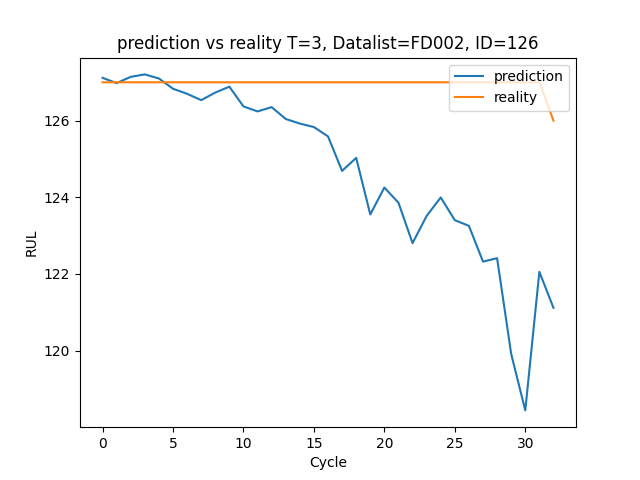 prediction vs reality T=3, Datalist=FD002, ID=126
prediction
reality
126
124
122
120
RUL
0 5 10 15 20 25 30
Cycle